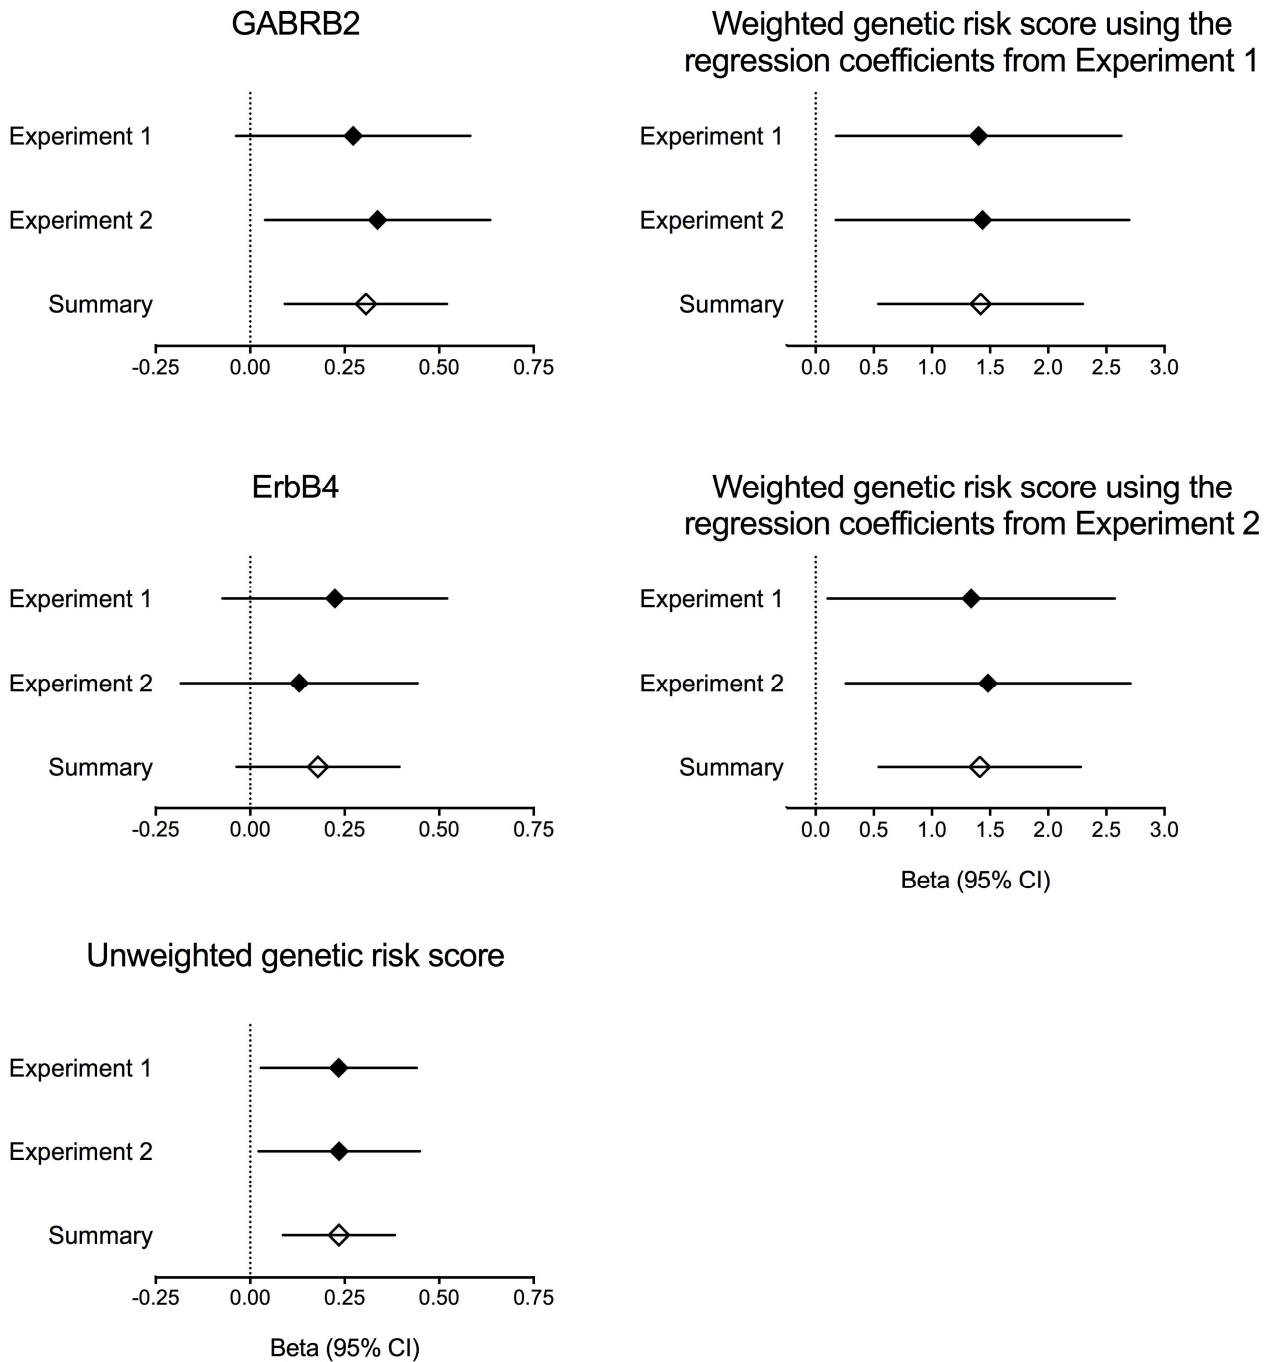 GABRB2
Experiment 1
Experiment 2
Summary
-0.25 0.00 0.25 0.50 0.75
Weighted genetic risk score using the
regression coefficients from Experiment 1
Experiment 1
Experiment 2
Summary
0.0 0.5 1.0 1.5 2.0 2.5 3.0
ErbB4
Experiment 1
Experiment 2
Summary
-0.25 0.00 0.25 0.50 0.75
Weighted genetic risk score using the
regression coefficients from Experiment 2
Experiment 1
Experiment 2
Summary
0.0 0.5 1.0 1.5 2.0 2.5 3.0
Beta (95% CI)
Unweighted genetic risk score
Experiment 1
Experiment 2
Summary
-0.25 0.00 0.25 0.50 0.75
Beta (95% CI)